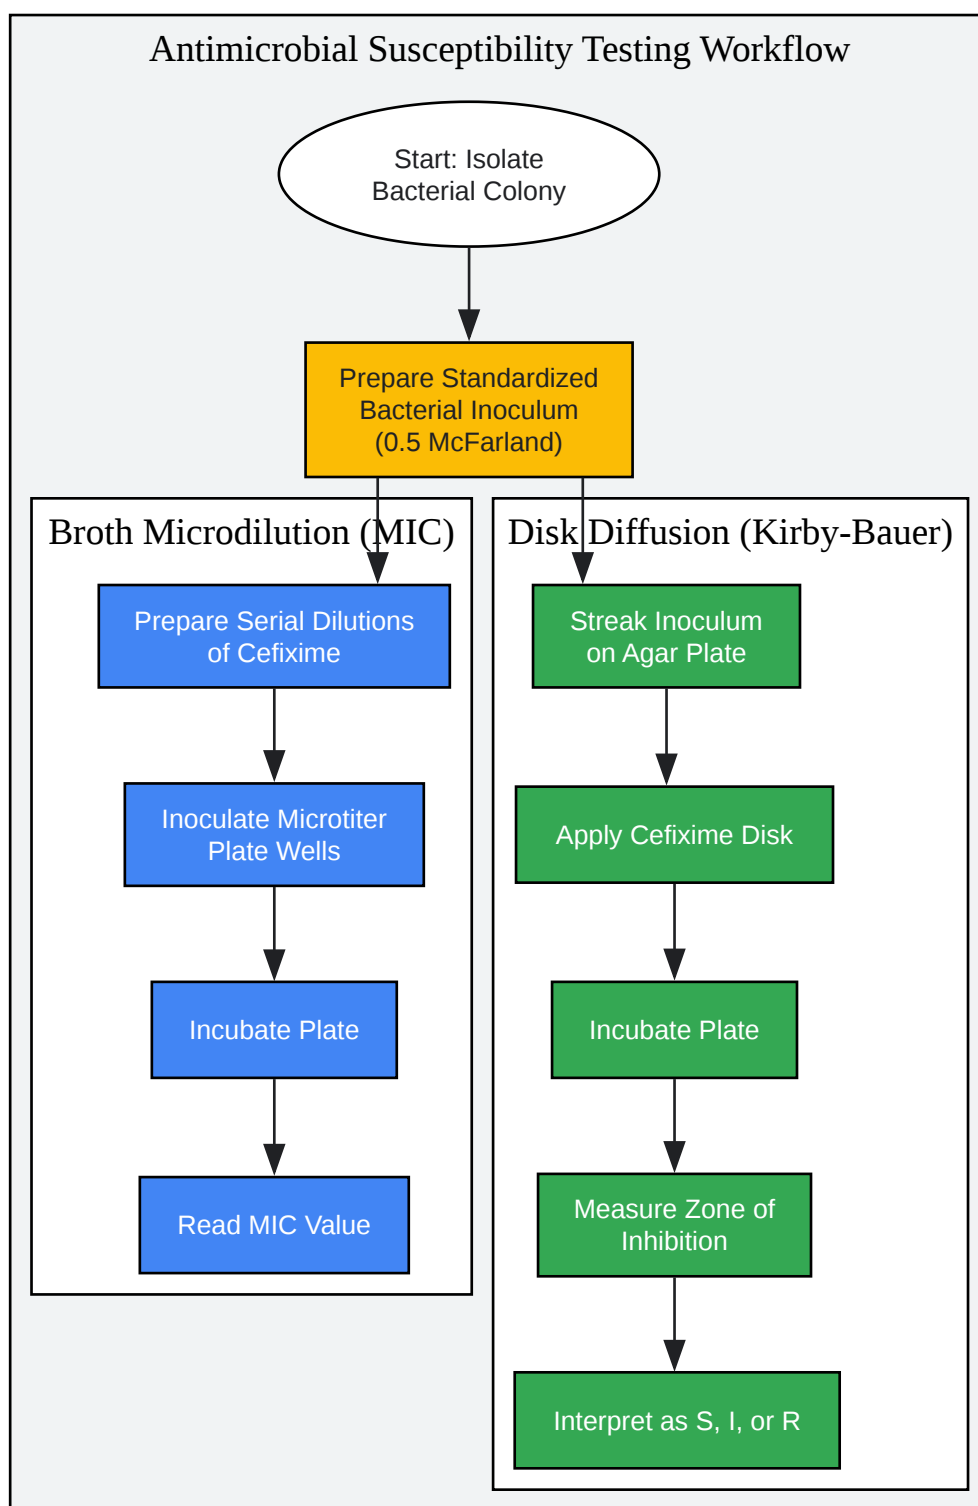 Antimicrobial Susceptibility Testing Workflow
Start: Isolate
Bacterial Colony
Prepare Standardized
Bacterial Inoculum
(0.5 McFarland)
Broth Microdilution (MIC)
Prepare Serial Dilutions
of Cefixime
Inoculate Microtiter
Plate Wells
Incubate Plate
Read MIC Value
Disk Diffusion (Kirby-Bauer)
Streak Inoculum
on Agar Plate
Apply Cefixime Disk
Incubate Plate
Measure Zone of
Inhibition
Interpret as S, I, or R